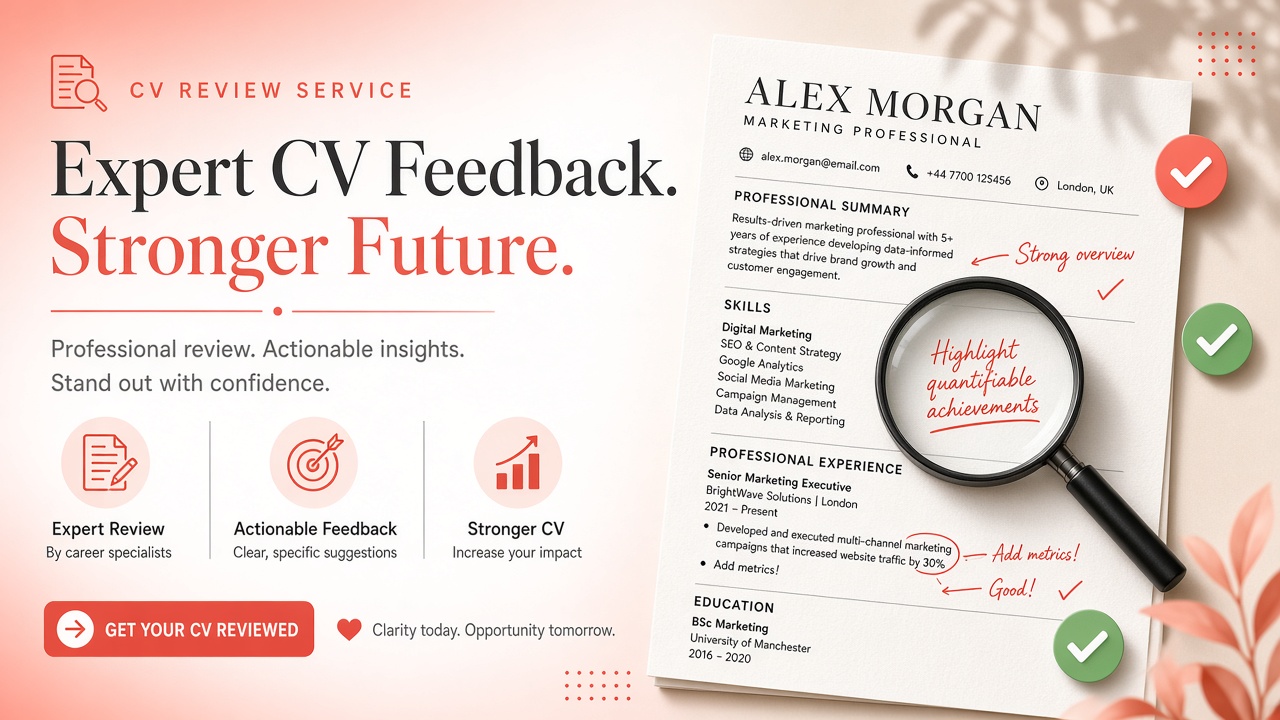 CV REVIEW SERVICE
Expert CV Feedback.
Stronger Future.
Professional review. Actionable insights.
Stand out with confidence.
Expert Review
By career specialists
Actionable Feedback
Clear, specific suggestions
Stronger CV
Increase your impact
GET YOUR CV REVIEWED
Clarity today. Opportunity tomorrow.
ALEX MORGAN
MARKETING PROFESSIONAL
alex.morgan@email.com
+44 7700 125456
London, UK
PROFESSIONAL SUMMARY
Results-driven marketing professional with 5+
years of experience developing data-informed
strategies that drive brand growth and
customer engagement.
Strong overview
SKILLS
Digital Marketing
SEO & Content Strategy
Google Analytics
Social Media Marketing
Campaign Management
Data Analysis & Reporting
Highlight
quantifiable
achievements
PROFESSIONAL EXPERIENCE
Senior Marketing Executive
BrightWave Solutions | London
2021 – Present
• Developed and executed multi-channel marketing
campaigns that increased website traffic by 30%
• Add metrics!
Add metrics!
Good!
EDUCATION
BSc Marketing
University of Manchester
2016 – 2020